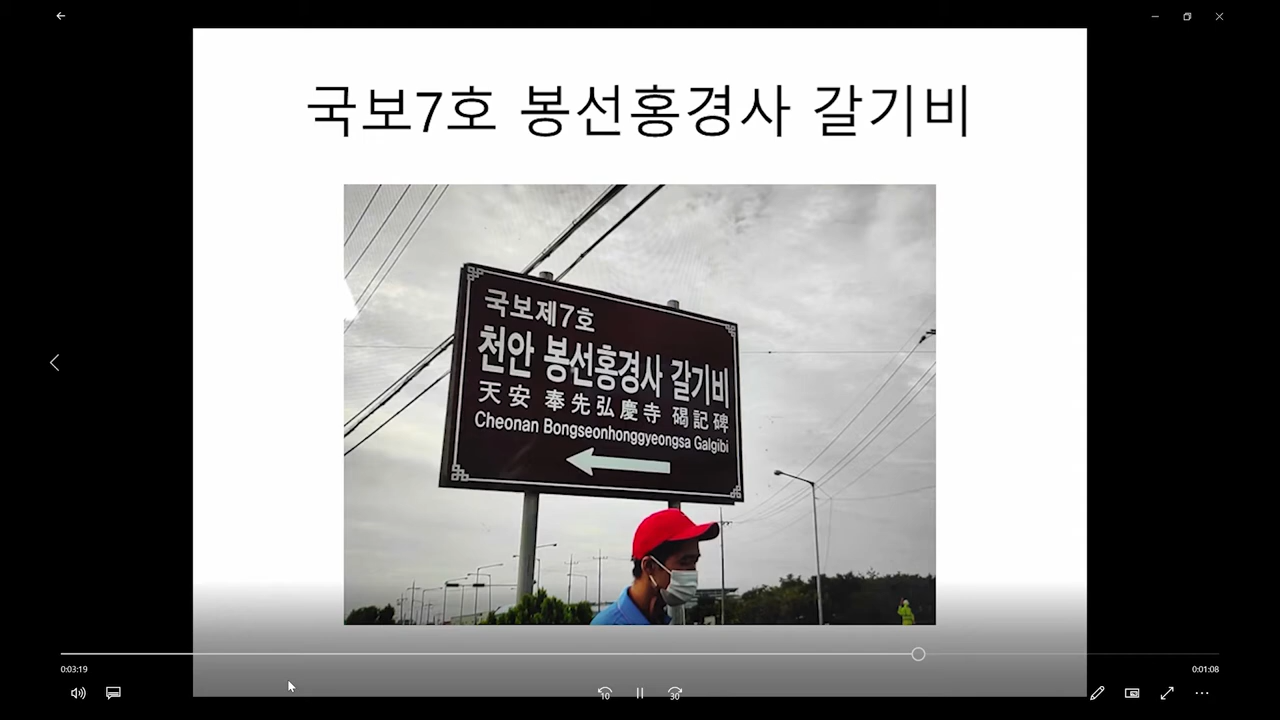 국보7호 봉선홍경사 갈기비
국보제7호
천안 봉선홍경사 갈기비
天安 奉先弘慶寺 碣記碑
Cheonan Bongseonhonggyeongsa Galgibi
0:03:19
0:01:08
10
30